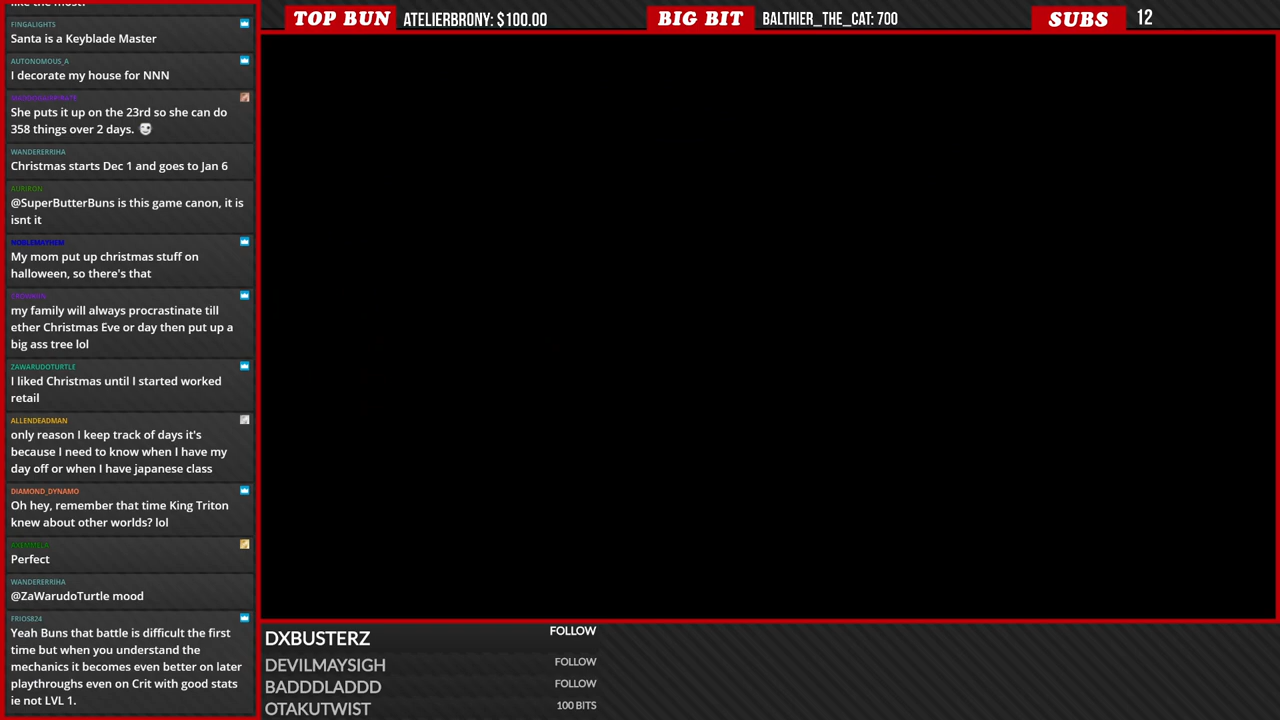 TOP BUN ATELIERBRONY: $100.00 BIG BIT BALTHIER_THE_CAT: 700 SUBS 12
FINGALIGHTS
Santa is a Keyblade Master
AUTONOMOUS_A
I decorate my house for NNN
She puts it up on the 23rd so she can do
358 things over 2 days.
WANDERERRIHA
Christmas starts Dec 1 and goes to Jan 6
AURIRON
@SuperButterBuns is this game canon, it is
isnt it
NOBLEMAYHEM
My mom put up christmas stuff on
halloween, so there's that
my family will always procrastinate till
ether Christmas Eve or day then put up a
big ass tree lol
ZAWARUDOTURTLE
I liked Christmas until I started worked
retail
ALLENDEADMAN
only reason I keep track of days it's
because I need to know when I have my
day off or when I have japanese class
DIAMOND_DYNAMO
Oh hey, remember that time King Triton
knew about other worlds? lol
Perfect
WANDERERRIHA
@ZaWarudoTurtle mood
FRIOS824
Yeah Buns that battle is difficult the first
time but when you understand the
mechanics it becomes even better on later
playthroughs even on Crit with good stats
ie not LVL 1.
DXBUSTERZ FOLLOW
DEVILMAYSIGH FOLLOW
BADDDLADDD FOLLOW
OTAKUTWIST 100 BITS